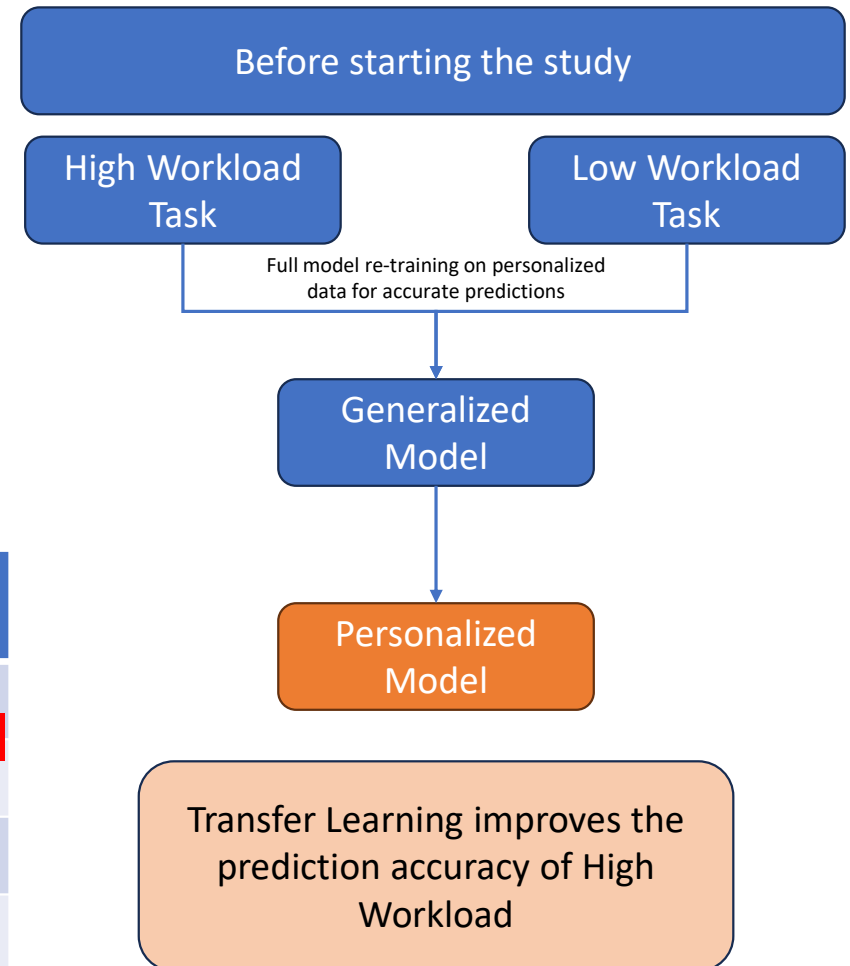 Before starting the study
High Workload
Task
Low Workload
Task
Full model re-training on personalized
data for accurate predictions
Generalized
Model
Personalized
Model
Transfer Learning improves the
prediction accuracy of High
Workload